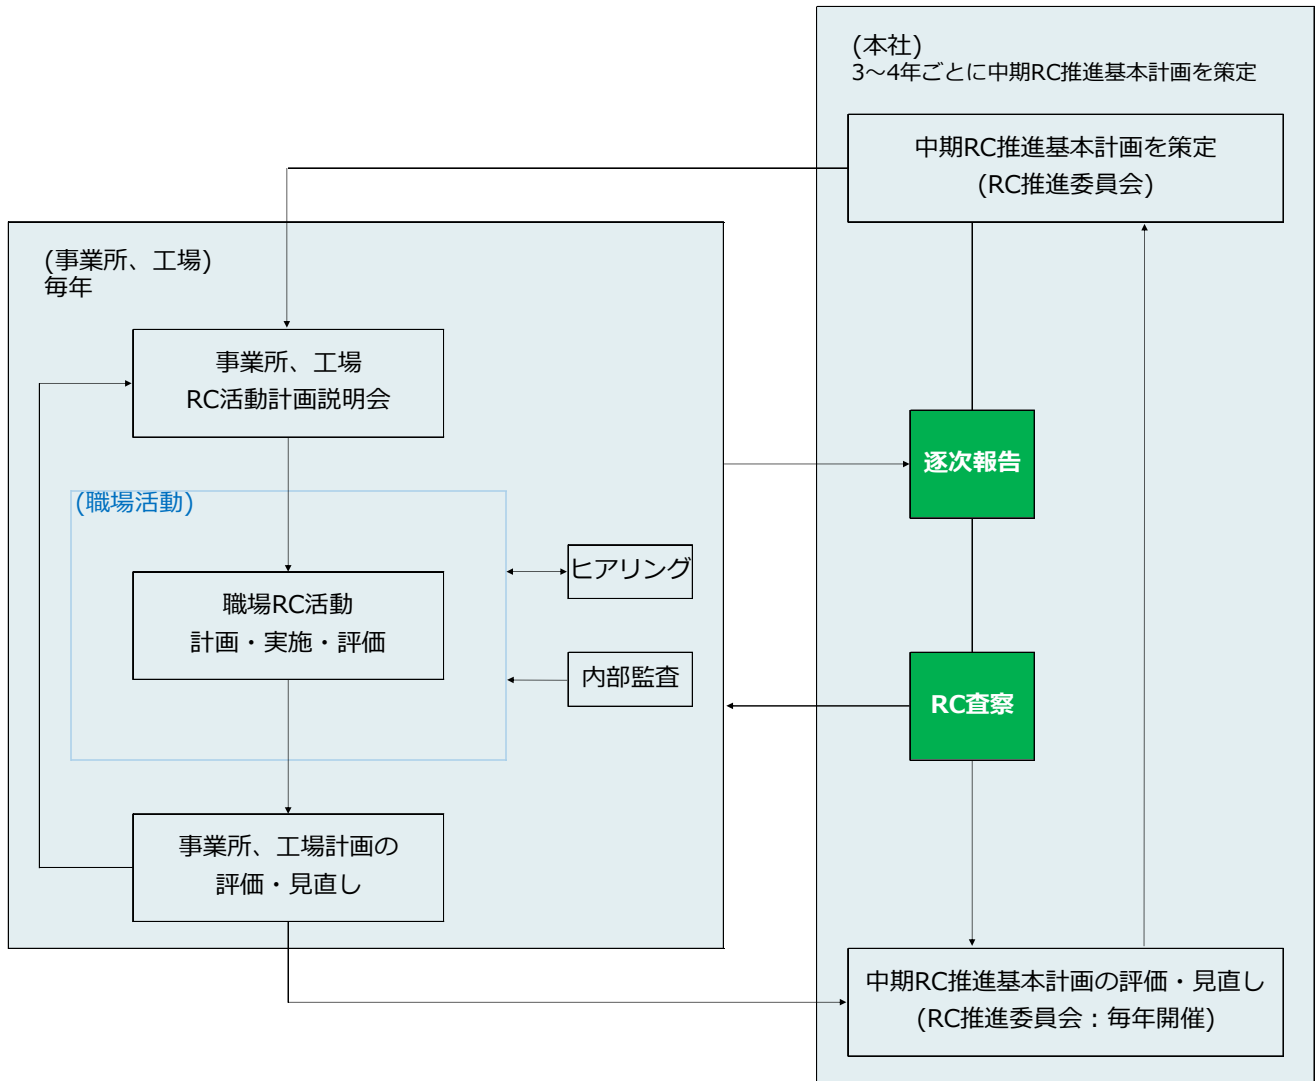 (本社)
3～4年ごとに中期RC推進基本計画を策定
中期RC推進基本計画を策定
(RC推進委員会)
(事業所、工場)
毎年
事業所、工場
RC活動計画説明会
逐次報告
(職場活動)
ヒアリング
職場RC活動
計画・実施・評価
内部監査
RC査察
事業所、工場計画の
評価・見直し
中期RC推進基本計画の評価・見直し
(RC推進委員会：毎年開催)